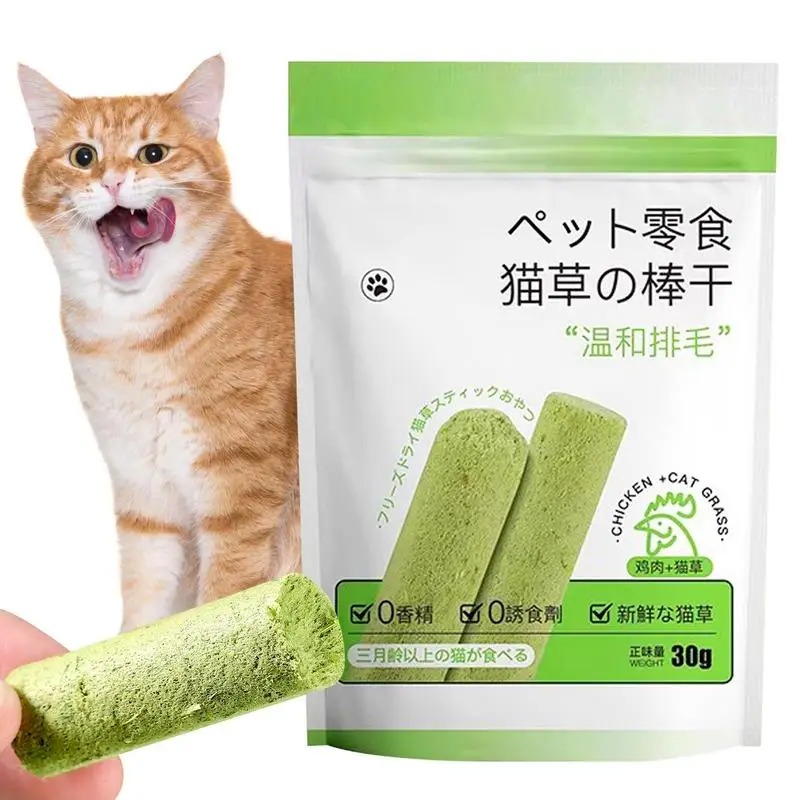 ペット零食
猫草の棒干
“温和排毛”
·フリーズドライ猫草スティックおやつ·
·CHICKEN +CAT GRASS·
鸡肉+猫草
0香精
0誘食劑
新鮮な猫草
三月齢以上の猫が食べる
正味量
WEIGHT
30g